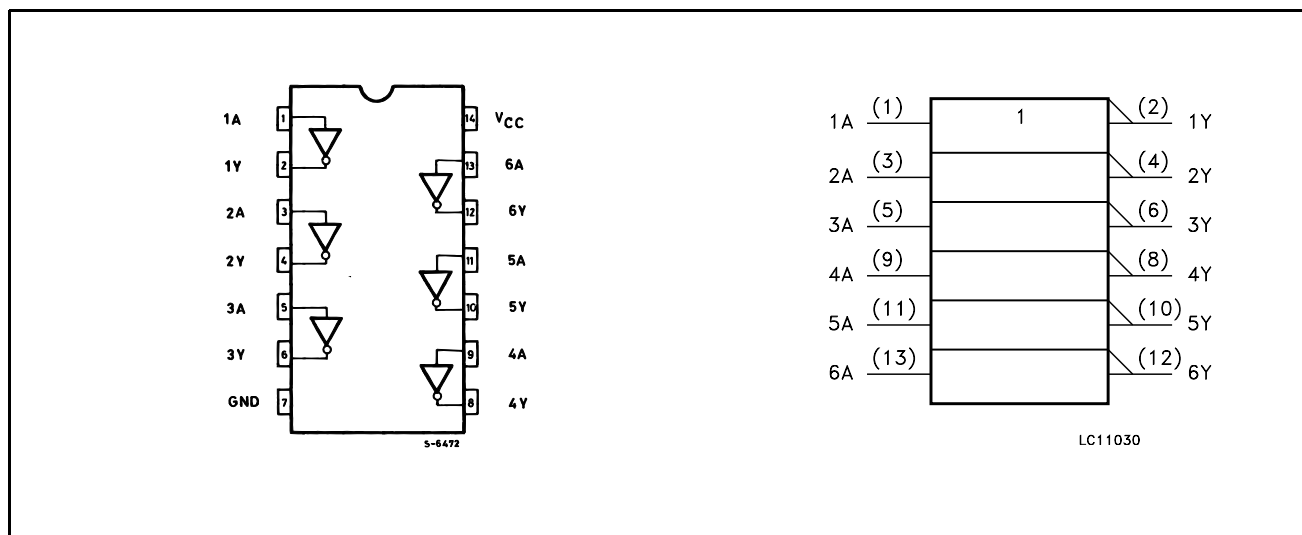 1A 1 14 VCC
1Y 2 13 6A
2A 3 12 6Y
2Y 4 11 5A
3A 5 10 5Y
3Y 6 9 4A
GND 7 8 4Y
S-6472
1A (1) 1 (2) 1Y
2A (3) (4) 2Y
3A (5) (6) 3Y
4A (9) (8) 4Y
5A (11) (10) 5Y
6A (13) (12) 6Y
LC11030